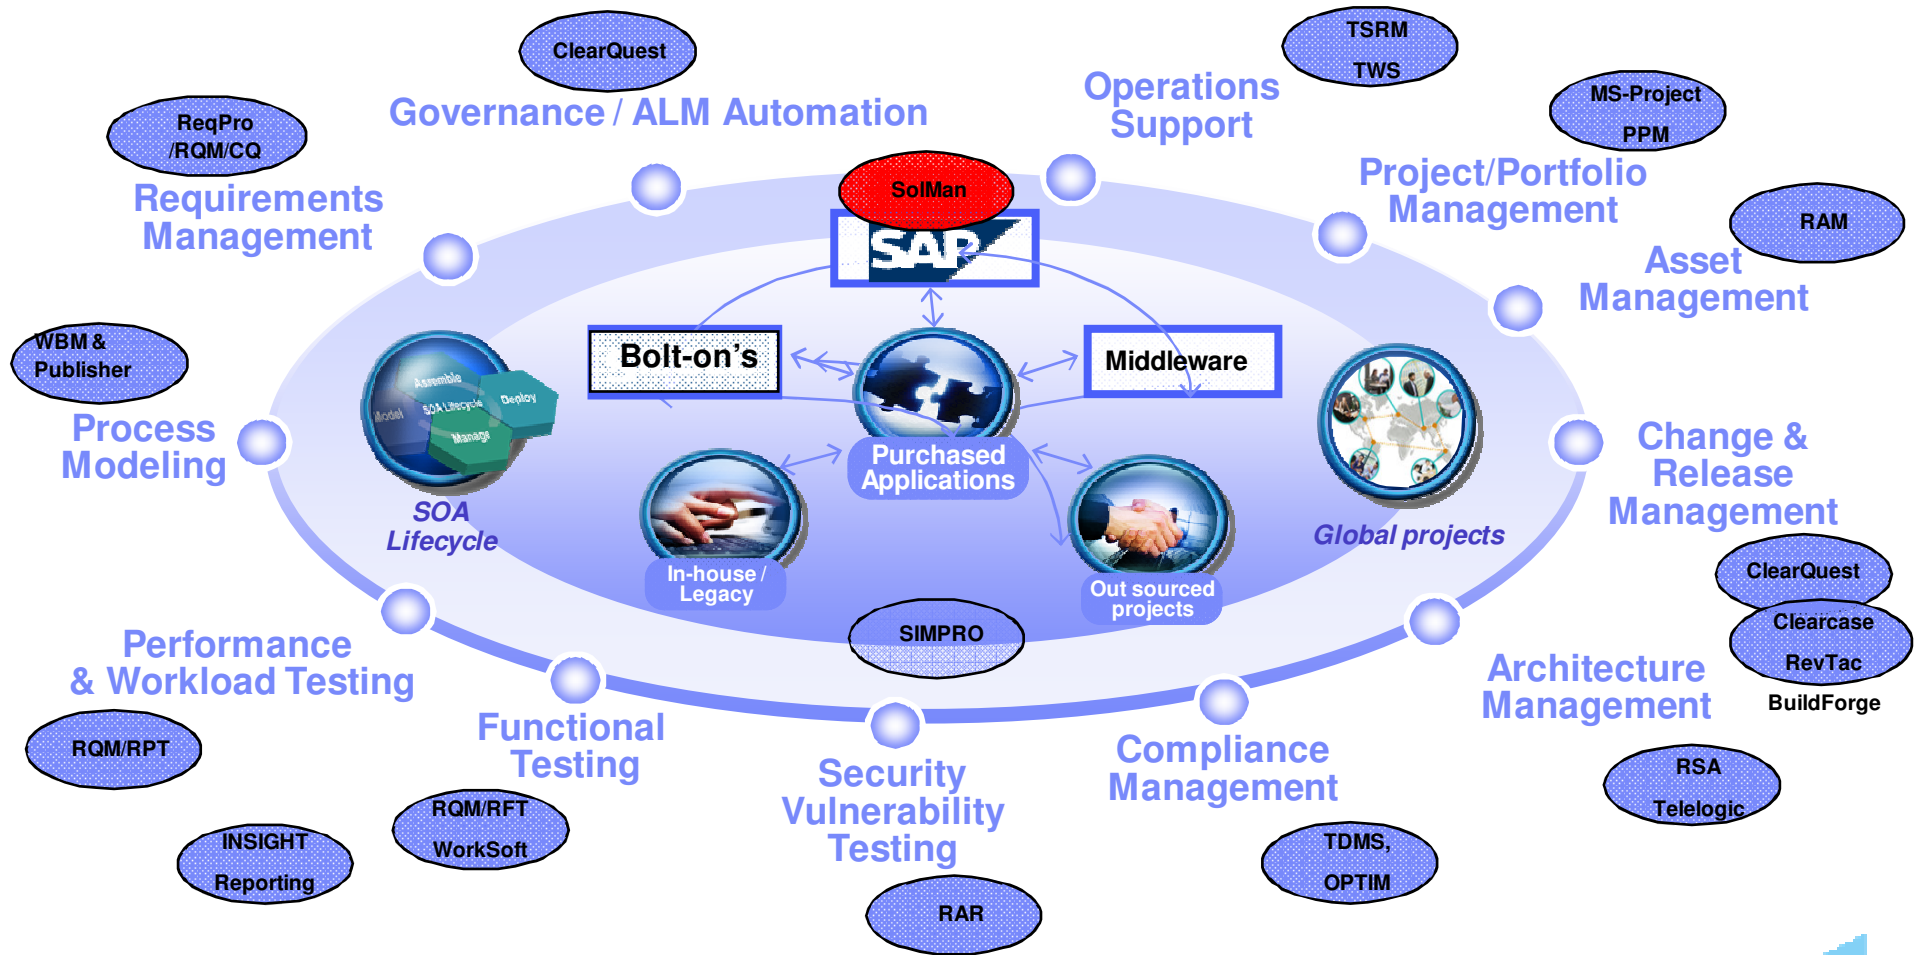 ClearQuest
TSRM
TWS
MS-Project
PPM
ReqPro
/RQM/CQ
Governance / ALM Automation
Operations
Support
Project/Portfolio
Management
RAM
Requirements
Management
SolMan
SAP
Asset
Management
WBM &
Publisher
Bolt-on's
Middleware
Assemble
Model
SOA Lifecycle
Deploy
Manage
Process
Modeling
Purchased
Applications
Change &
Release
Management
SOA
Lifecycle
Global projects
In-house /
Legacy
Out sourced
projects
ClearQuest
Clearcase
RevTac
BuildForge
SIMPRO
Performance
& Workload Testing
Architecture
Management
RQM/RPT
Functional
Testing
Security
Vulnerability
Testing
Compliance
Management
RSA
Telelogic
RQM/RFT
WorkSoft
INSIGHT
Reporting
TDMS,
OPTIM
RAR